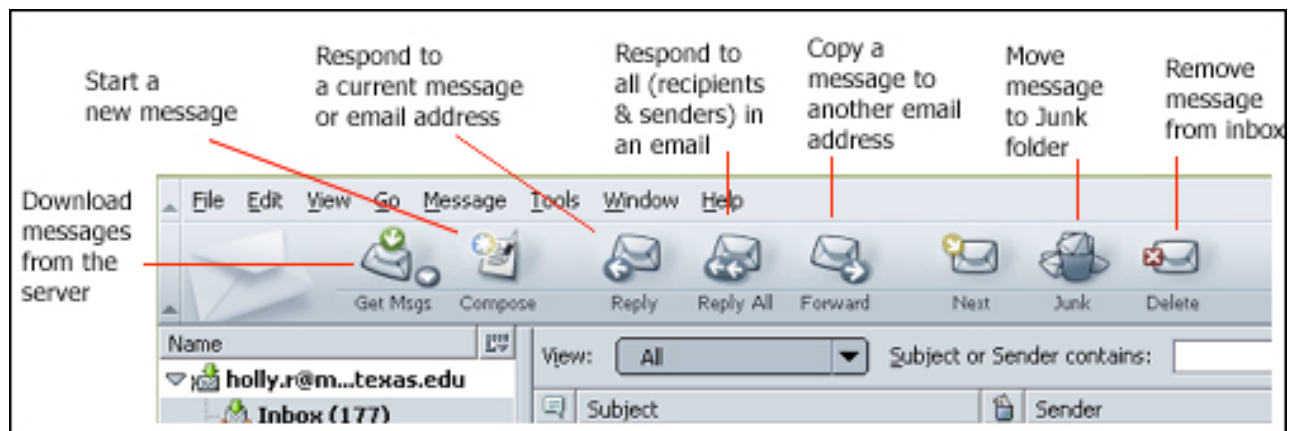 Start a
new message
Respond to
a current message
or email address
Respond to
all (recipients
& senders) in
an email
Copy a
message to
another email
address
Move
message
to Junk
folder
Remove
message
from inbox
Download
messages
from the
server
File Edit View Go Message Tools Window Help
Get Msgs Compose Reply Reply All Forward Next Junk Delete
Name
View: All Subject or Sender contains:
holly.r@m...texas.edu
Inbox (177)
Subject Sender